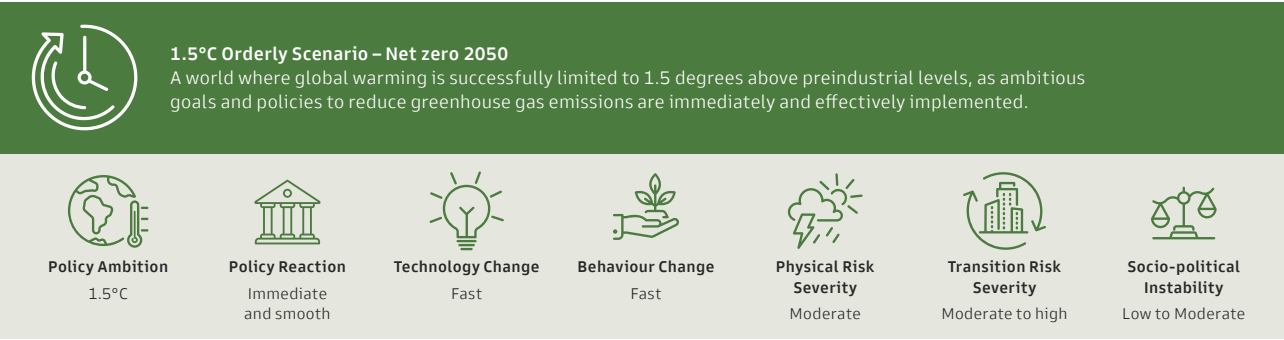 1.5°C Orderly Scenario – Net zero 2050
A world where global warming is successfully limited to 1.5 degrees above preindustrial levels, as ambitious
goals and policies to reduce greenhouse gas emissions are immediately and effectively implemented.
Policy Ambition
1.5°C
Policy Reaction
Immediate
and smooth
Technology Change
Fast
Behaviour Change
Fast
Physical Risk
Severity
Moderate
Transition Risk
Severity
Moderate to high
Socio-political
Instability
Low to Moderate